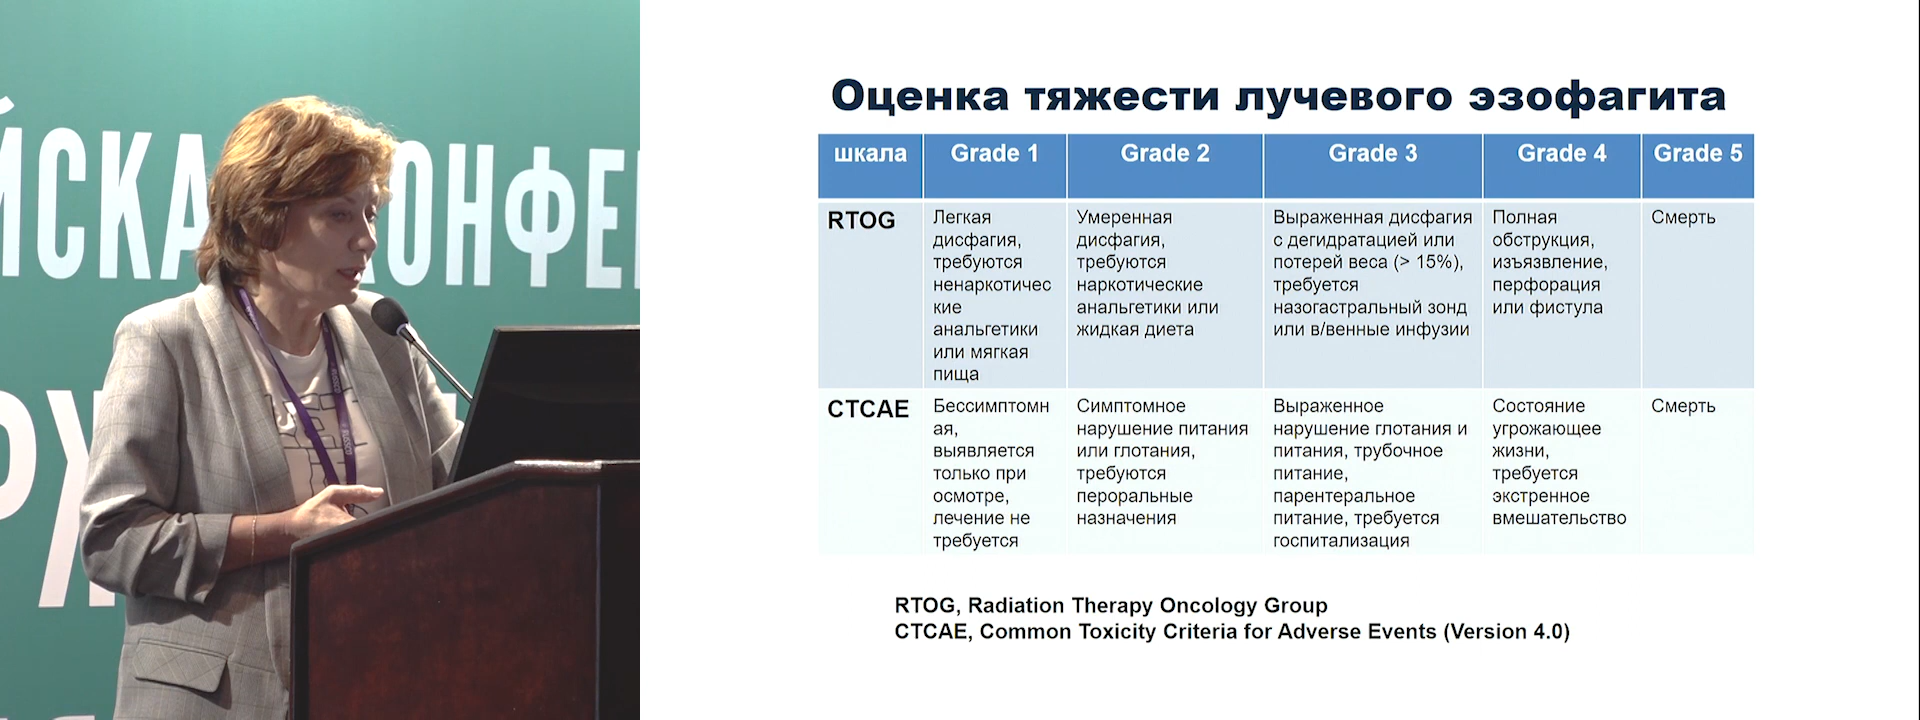 ЙСКАЯ КОНФЕ
РУЖ
Оценка тяжести лучевого эзофагита
шкала Grade 1 Grade 2 Grade 3 Grade 4 Grade 5
RTOG
Легкая
дисфагия,
требуются
ненаркотичес
кие
анальгетики
или мягкая
пища
Умеренная
дисфагия,
требуются
наркотические
анальгетики или
жидкая диета
Выраженная дисфагия
с дегидратацией или
потерей веса (> 15%),
требуется
назогастральный зонд
или в/венные инфузии
Полная
обструкция,
изъязвление,
перфорация
или фистула
Смерть
CTCAE
Бессимптомн
ая,
выявляется
только при
осмотре,
лечение не
требуется
Симптомное
нарушение питания
или глотания,
требуются
пероральные
назначения
Выраженное
нарушение глотания и
питания, трубочное
питание,
парентеральное
питание, требуется
госпитализация
Состояние
угрожающее
жизни,
требуется
экстренное
вмешательство
Смерть
RTOG, Radiation Therapy Oncology Group
CTCAE, Common Toxicity Criteria for Adverse Events (Version 4.0)